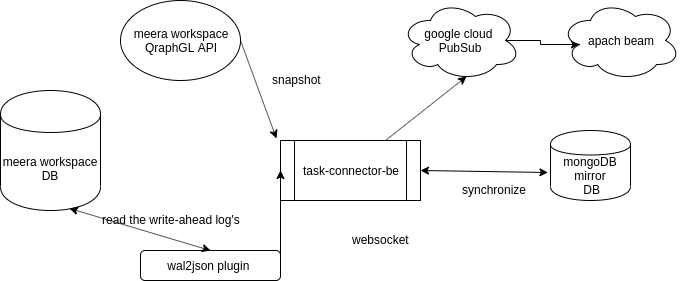 meera workspace
QraphGL API
google cloud
PubSub
apach beam
snapshot
meera workspace
DB
task-connector-be
mongoDB
mirror
DB
synchronize
read the write-ahead log's
websocket
wal2json plugin